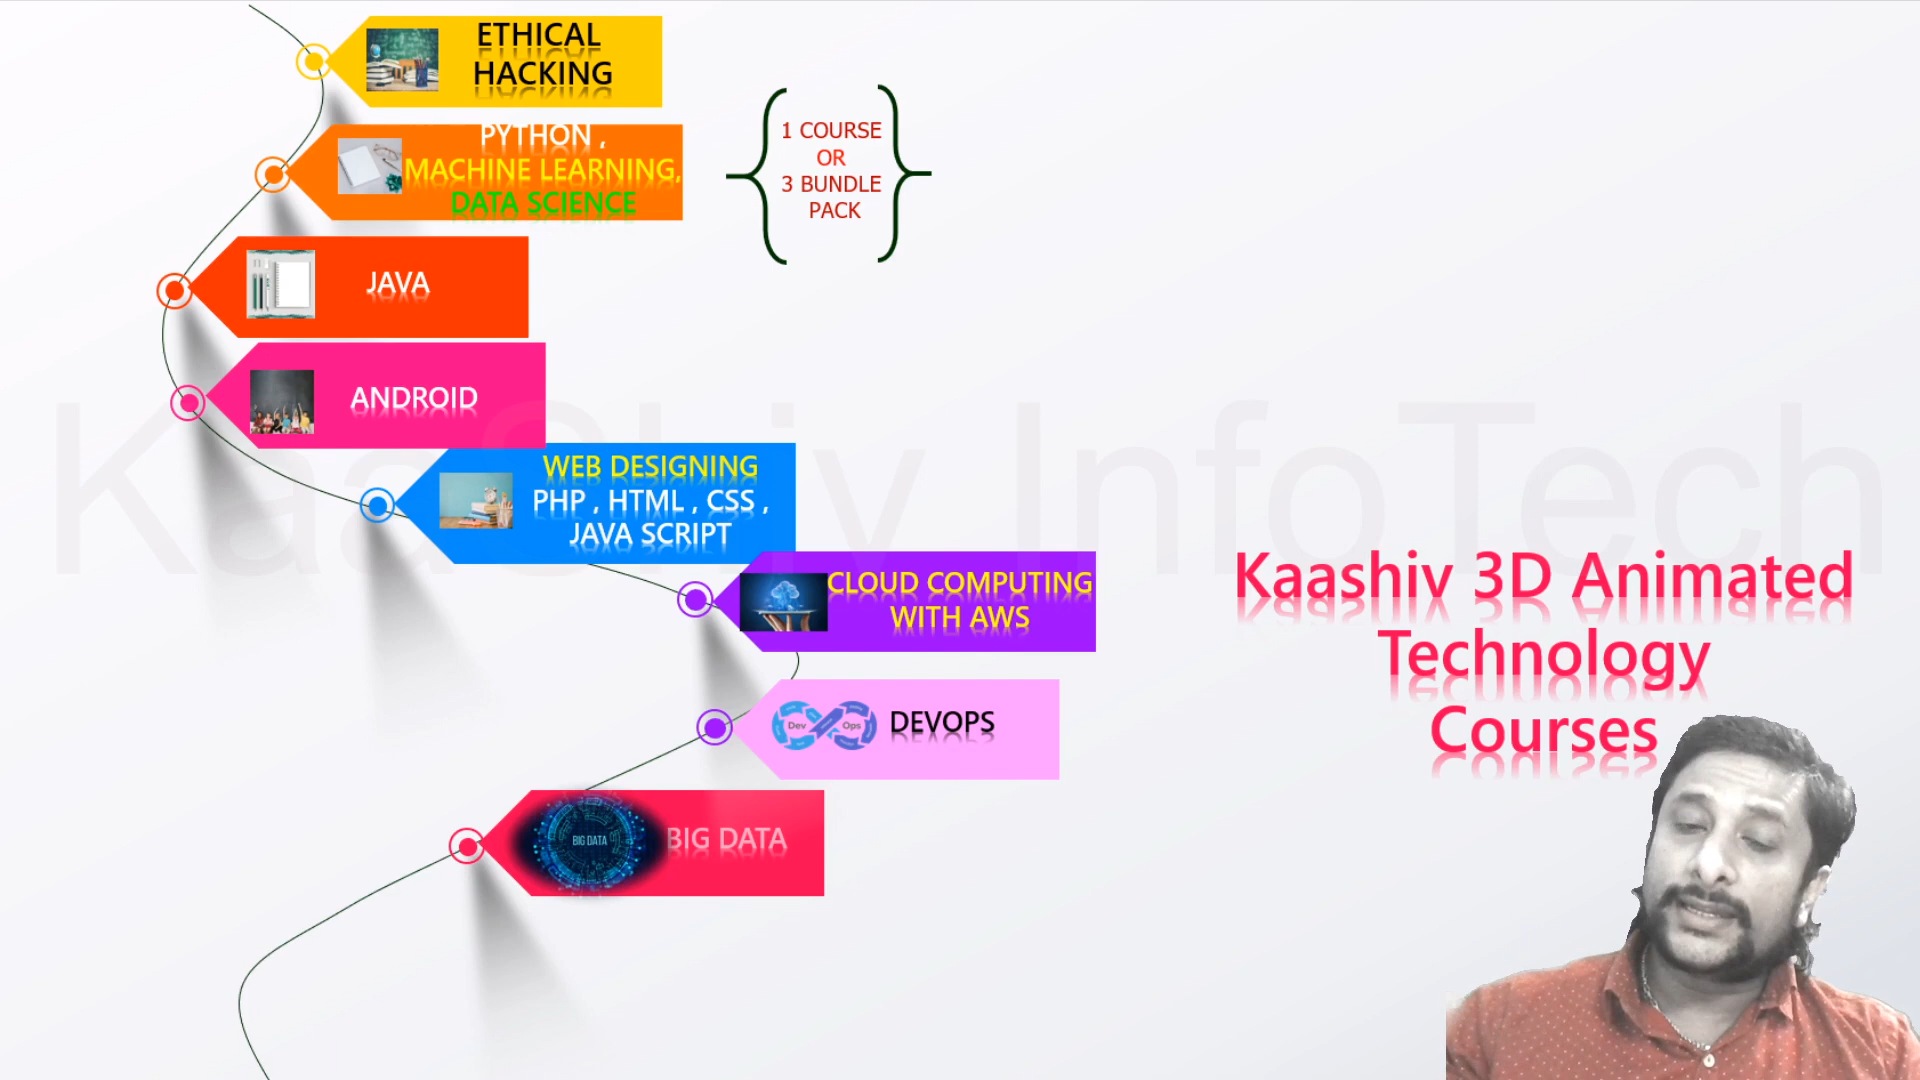 ETHICAL
HACKING
PYTHON ,
MACHINE LEARNING,
DATA SCIENCE
1 COURSE
OR
3 BUNDLE
PACK
JAVA
ANDROID
KaaShiv InfoTech
WEB DESIGNING
PHP , HTML , CSS ,
JAVA SCRIPT
CLOUD COMPUTING
WITH AWS
Kaashiv 3D Animated
Technology
Courses
Dev Ops
DEVOPS
BIG DATA
BIG DATA